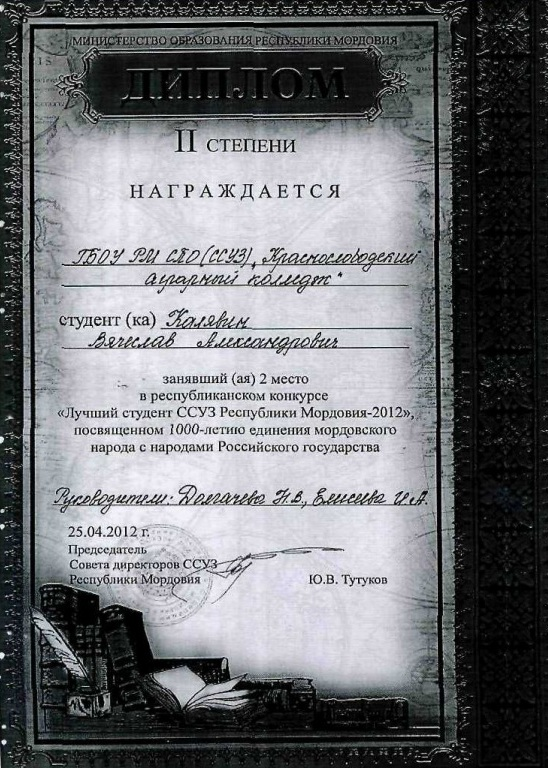 МИНИСТЕРСТВО ОБРАЗОВАНИЯ РЕСПУБЛИКИ МОРДОВИЯ
ДИПЛОМ
II СТЕПЕНИ
НАГРАЖДАЕТСЯ
ГБОУ РМ СПО (ССУЗ) „Краснослободский
аграрный колледж"
студент (ка) Калявин
Вячеслав Александрович
занявший (ая) 2 место
в республиканском конкурсе
«Лучший студент ССУЗ Республики Мордовия-2012»,
посвященном 1000-летию единения мордовского
народа с народами Российского государства
Руководители: Долгачева Н.В., Елисеева И.А.
25.04.2012 г.
Председатель
Совета директоров ССУЗ
Республики Мордовия Ю.В. Тутуков